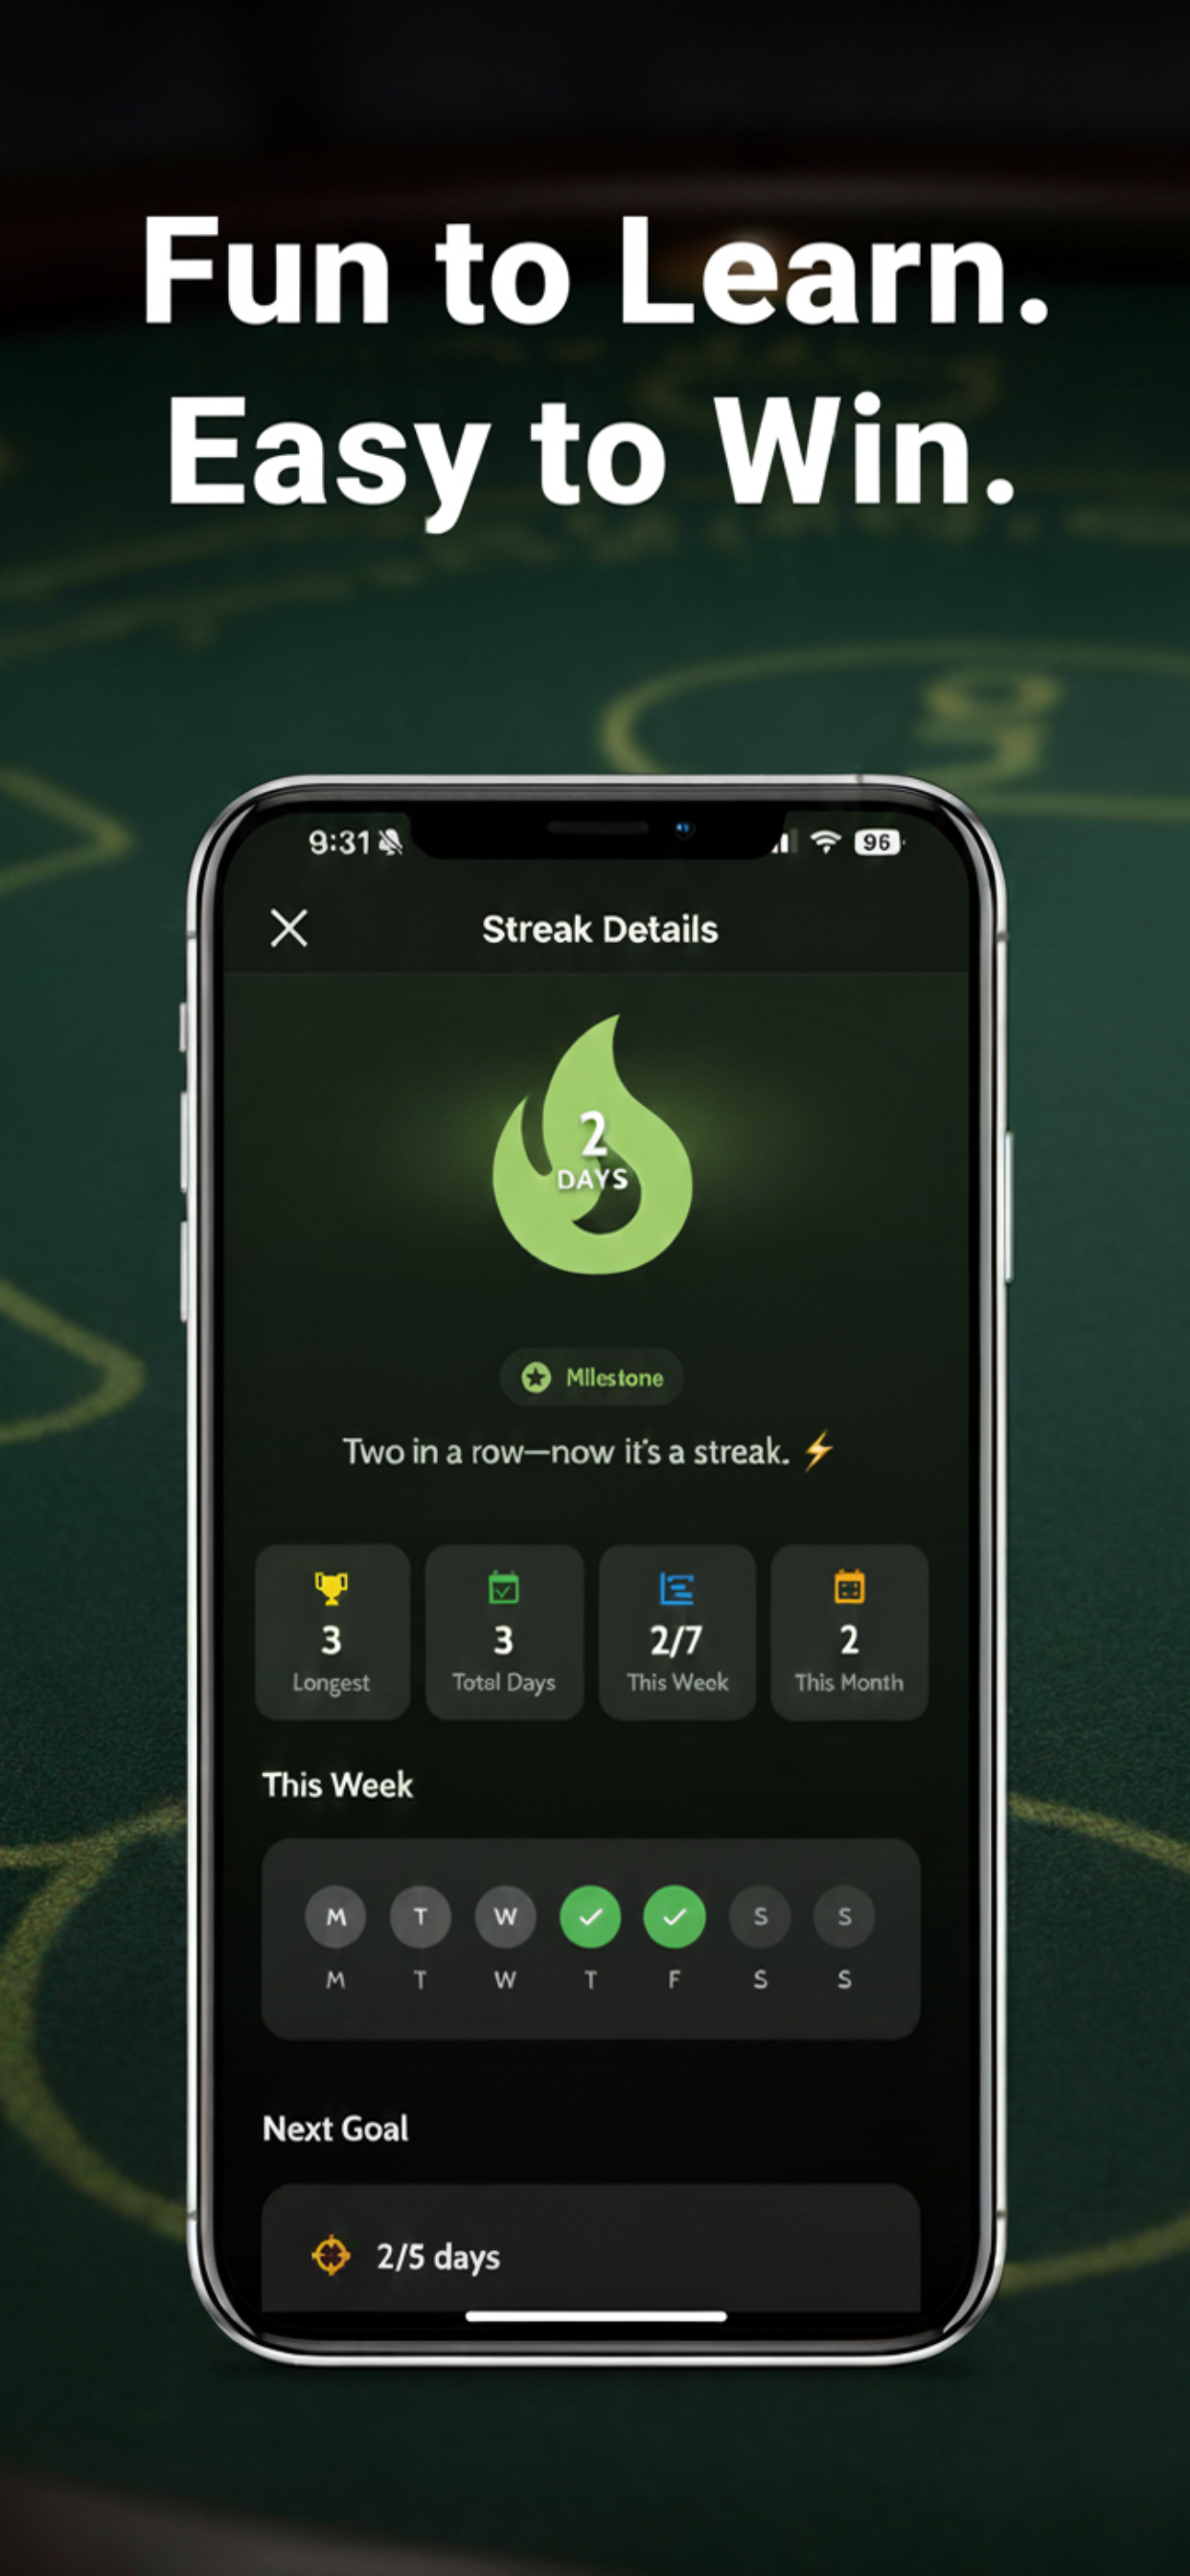 Fun to Learn.
Easy to Win.
9:31
96
Streak Details
2
DAYS
MIlestone
Two in a row—now it's a streak. ⚡
3
Longest
3
Total Days
2/7
This Week
2
This Month
This Week
M T W S S
M T W T F S S
Next Goal
2/5 days